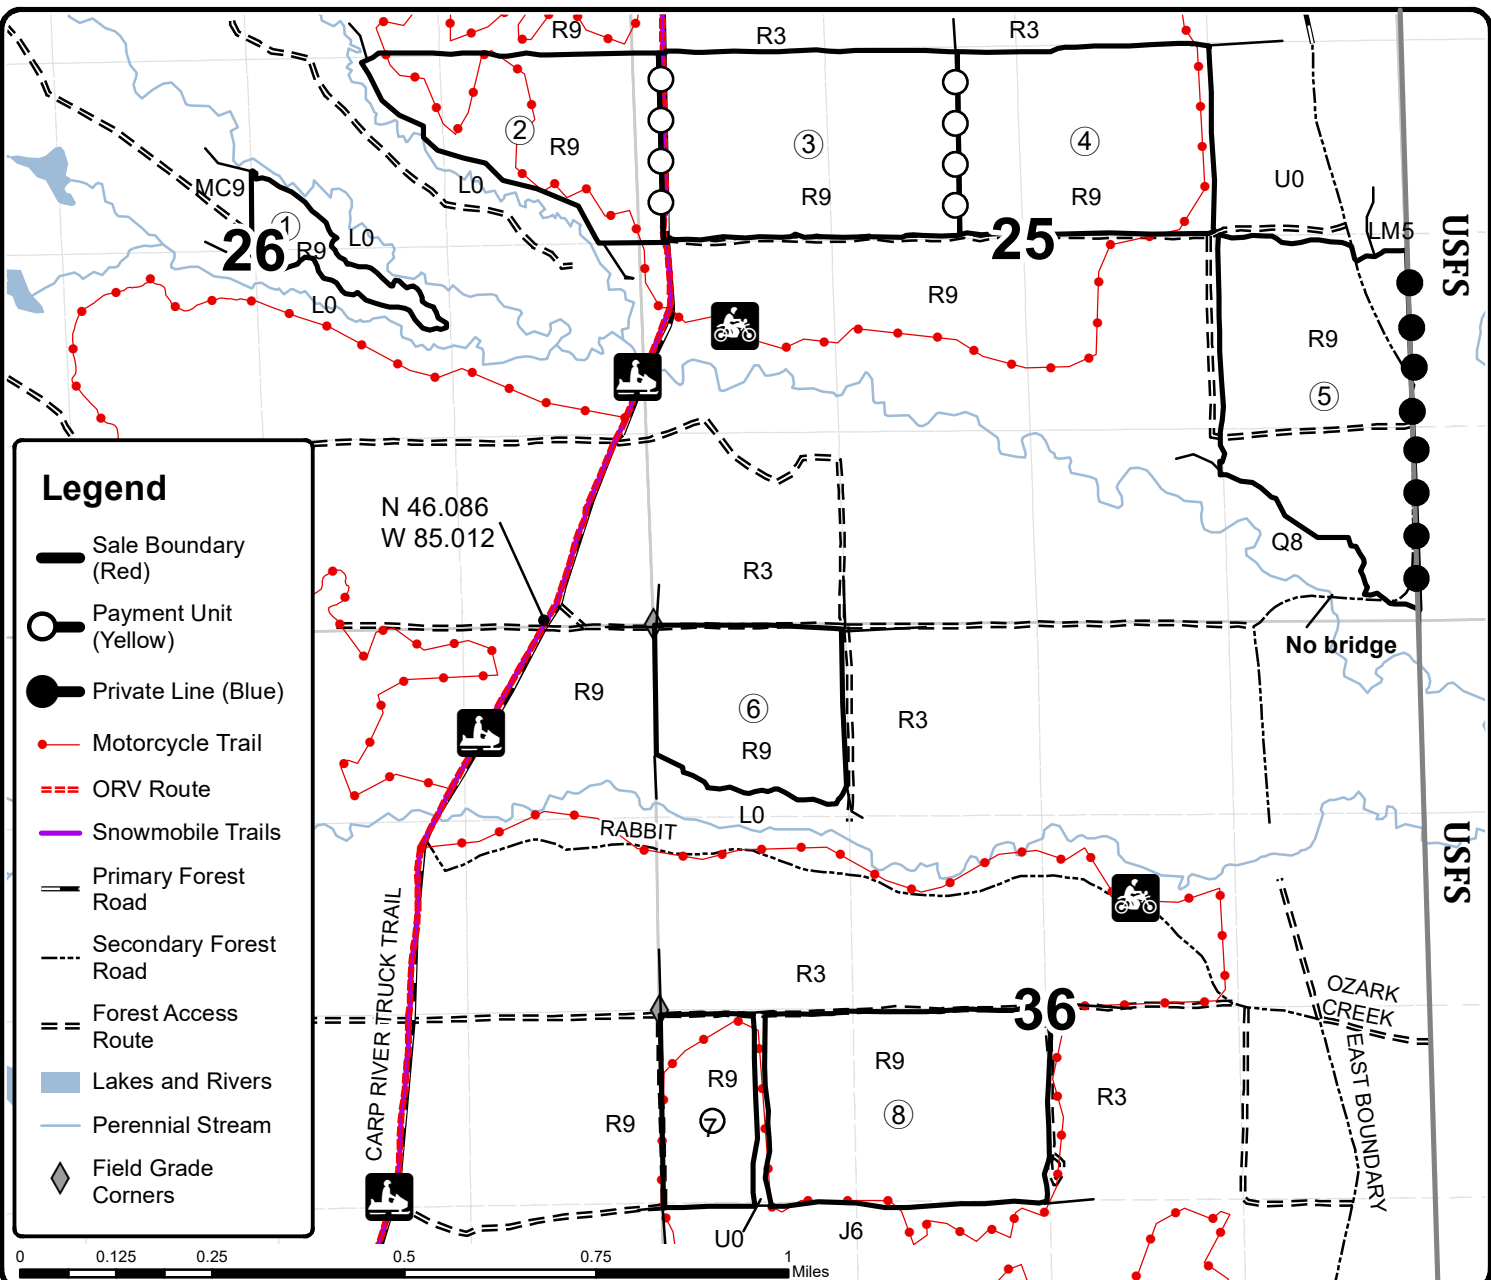 R9
R3
R3
2
R9
3
R9
4
R9
U0
MC9
L0
1
R9
L0
26
25
LM5
USFS
L0
R9
R9
5
Legend
Sale Boundary
(Red)
Payment Unit
(Yellow)
Private Line (Blue)
Motorcycle Trail
ORV Route
Snowmobile Trails
Primary Forest
Road
Secondary Forest
Road
Forest Access
Route
Lakes and Rivers
Perennial Stream
Field Grade
Corners
N 46.086
W 85.012
Q8
R3
No bridge
R9
6
R9
R3
L0
RABBIT
USFS
CARP RIVER TRUCK TRAIL
R3
36
OZARK
CREEK
EAST BOUNDARY
R9
R9
R9
7
8
R3
U0
J6
0 0.125 0.25 0.5 0.75 1
Miles